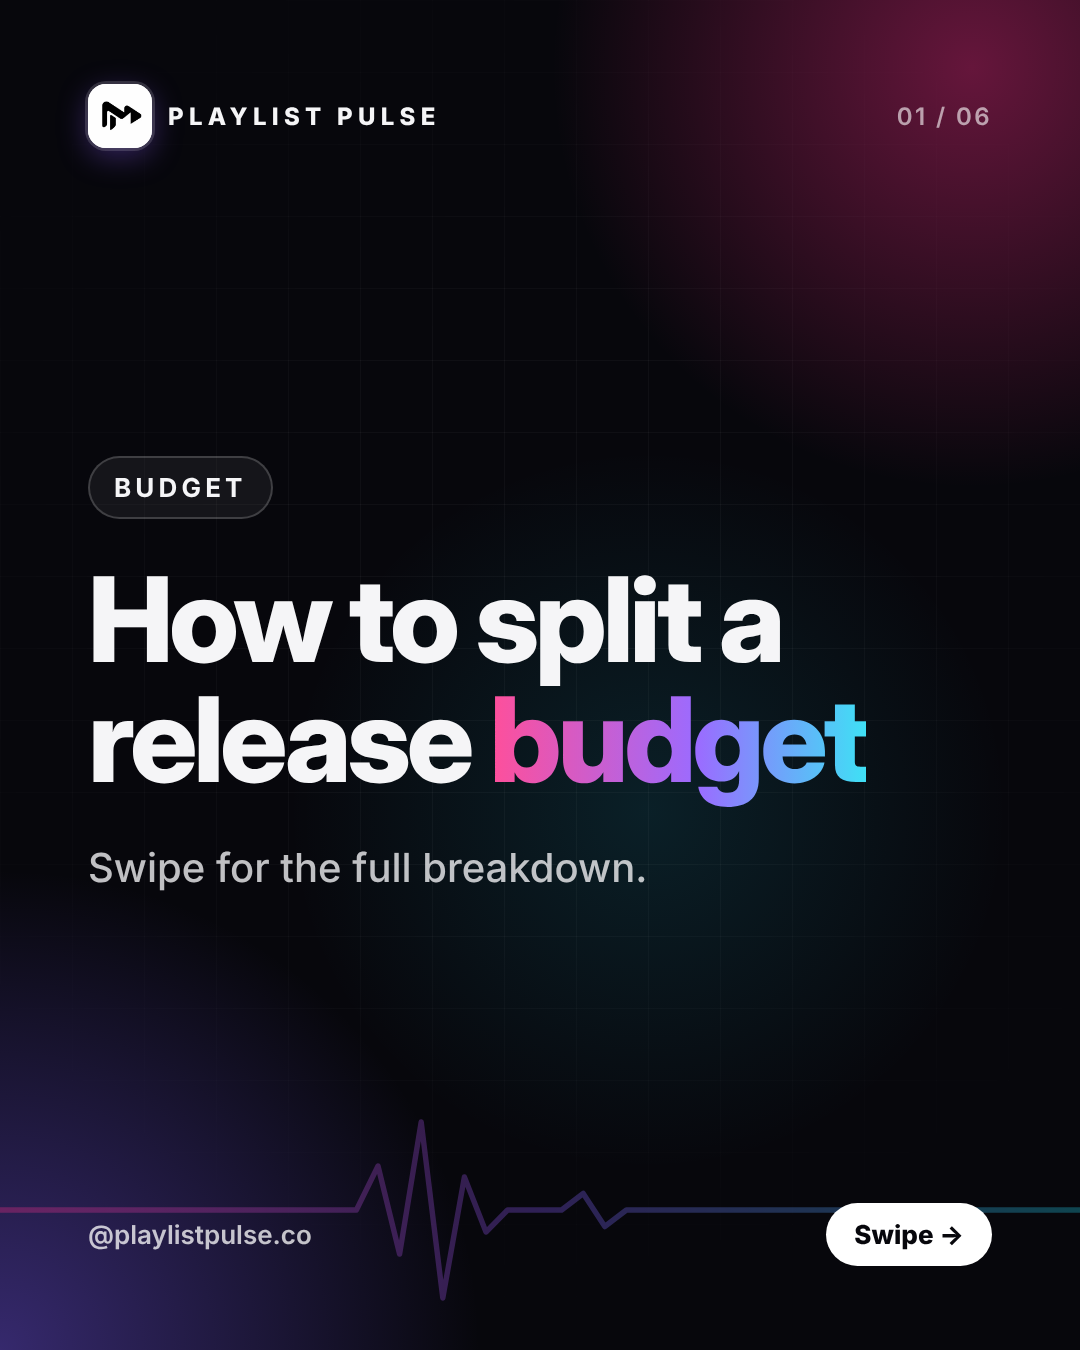 PLAYLIST PULSE
01 / 06
BUDGET
How to split a
release budget
Swipe for the full breakdown.
@playlistpulse.co
Swipe →